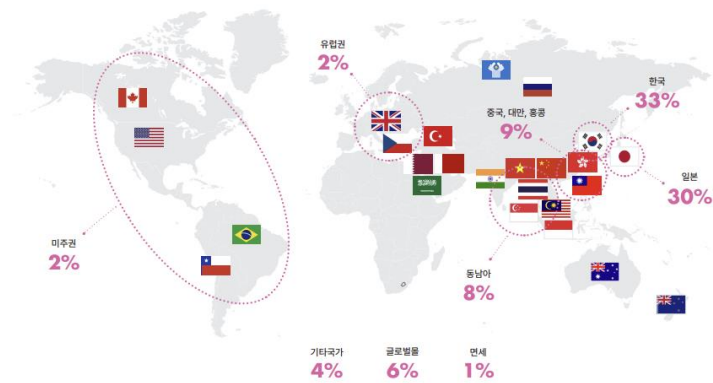 유럽권
2%
한국
33%
중국, 대만, 홍콩
9%
일본
30%
미주권
2%
동남아
8%
기타국가
4%
글로벌몰
6%
면세
1%